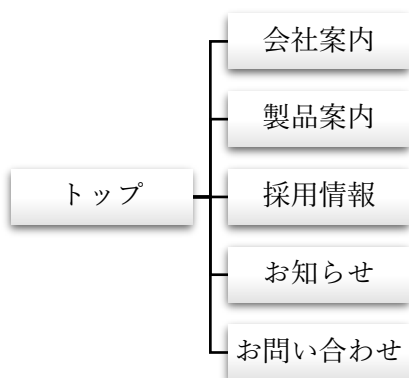 トップ
会社案内
製品案内
採用情報
お知らせ
お問い合わせ